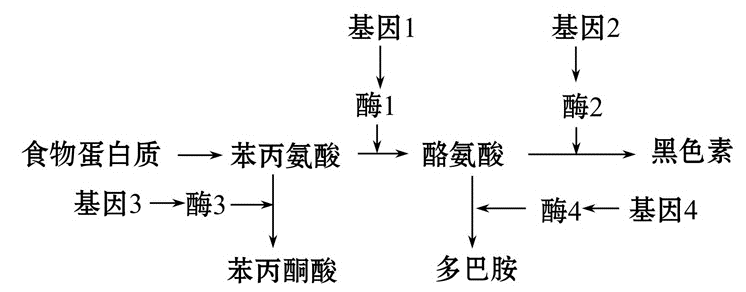 基因1 基因2
酶1 酶2
食物蛋白质 苯丙氨酸 酪氨酸 黑色素
基因3 酶3 酶4 基因4
苯丙酮酸 多巴胺